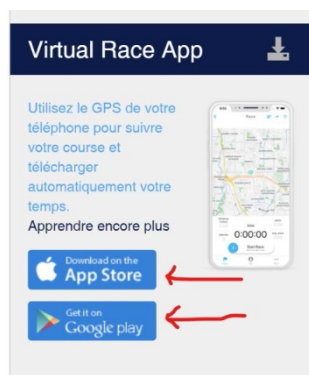 Virtual Race App
Utilisez le GPS de votre
téléphone pour suivre
votre course et
télécharger
automatiquement votre
temps.
Apprendre encore plus
Download on the
App Store
Get it on
Google play
0:00:00